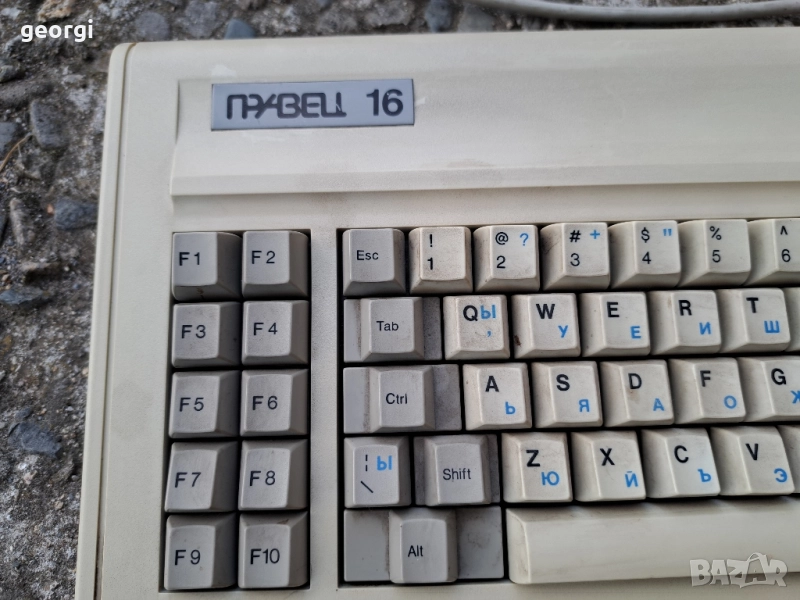 georgi
ПРАВЕЦ 16
F1 F2 Esc ! 1 @ ? 2 # + 3 $ " 4 % 5 ^ 6
F3 F4 Tab Q Ы , W У E Е R И T Ш
F5 F6 Ctrl A Ь S Я D А F О G Ж
F7 F8 ¦ Ы \ Shift Z Ю X Й C Ъ V Э
F9 F10 Alt
BAZAR